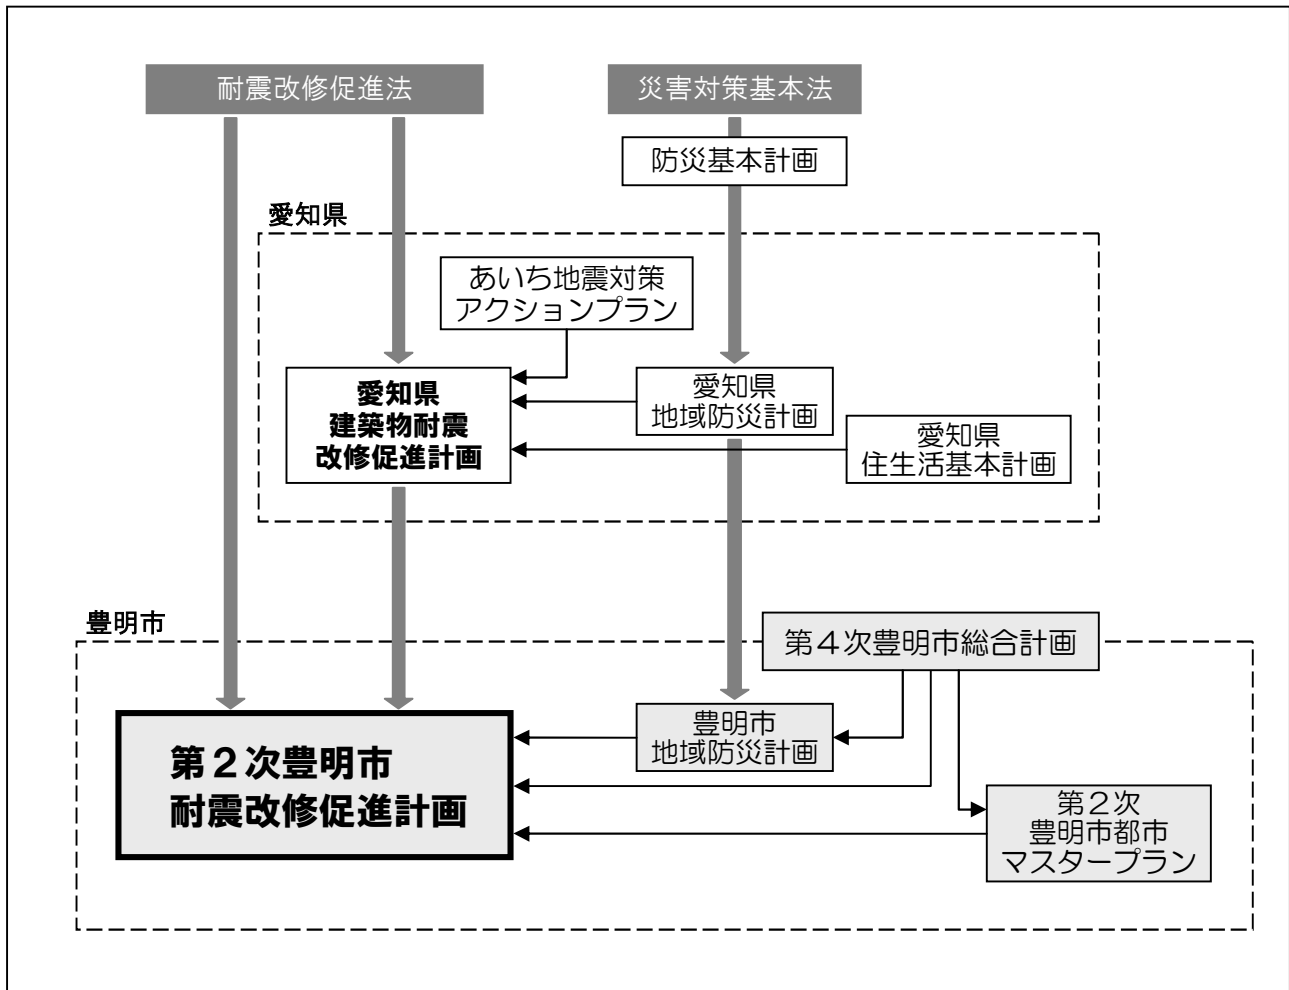 耐震改修促進法
災害対策基本法
防災基本計画
愛知県
あいち地震対策
アクションプラン
愛知県
建築物耐震
改修促進計画
愛知県
地域防災計画
愛知県
住生活基本計画
豊明市
第４次豊明市総合計画
第２次豊明市
耐震改修促進計画
豊明市
地域防災計画
第２次
豊明市都市
マスタープラン